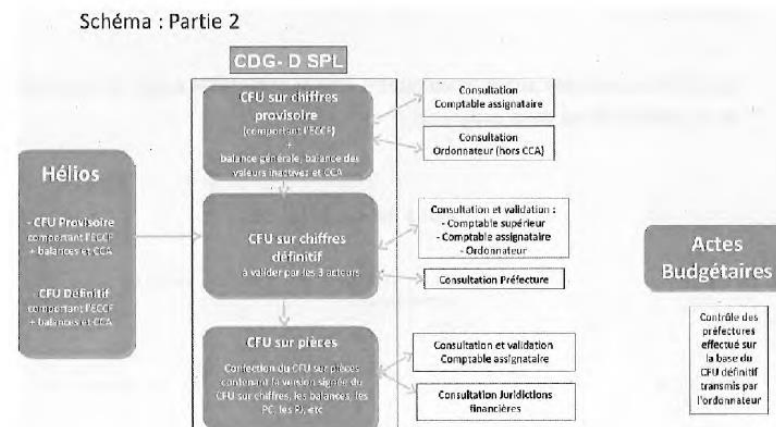 Schéma : Partie 2
CDG- D SPL
CFU sur chiffres
provisoire
(comportant l'ECCF)
+
balance générale, balance des
valeurs inactives et CCA
Consultation
Comptable assignataire
Consultation
Ordonnateur (hors CCA)
Hélios
- CFU Provisoire
comportant l'ECCF
+ balances et CCA
- CFU Définitif
comportant l'ECCF
+ balances et CCA
CFU sur chiffres
définitif
à valider par les 3 acteurs
Consultation et validation :
- Comptable supérieur
- Comptable assignataire
- Ordonnateur
Consultation Préfecture
CFU sur pièces
Confection du CFU sur pièces
contenant la version signée du
CFU sur chiffres, les balances, les
PC, les PJ, etc
Consultation et validation
Comptable assignataire
Consultation Juridictions
financières
Actes
Budgétaires
Contrôle des
préfectures
effectué sur
la base du
CFU définitif
transmis par
l'ordonnateur